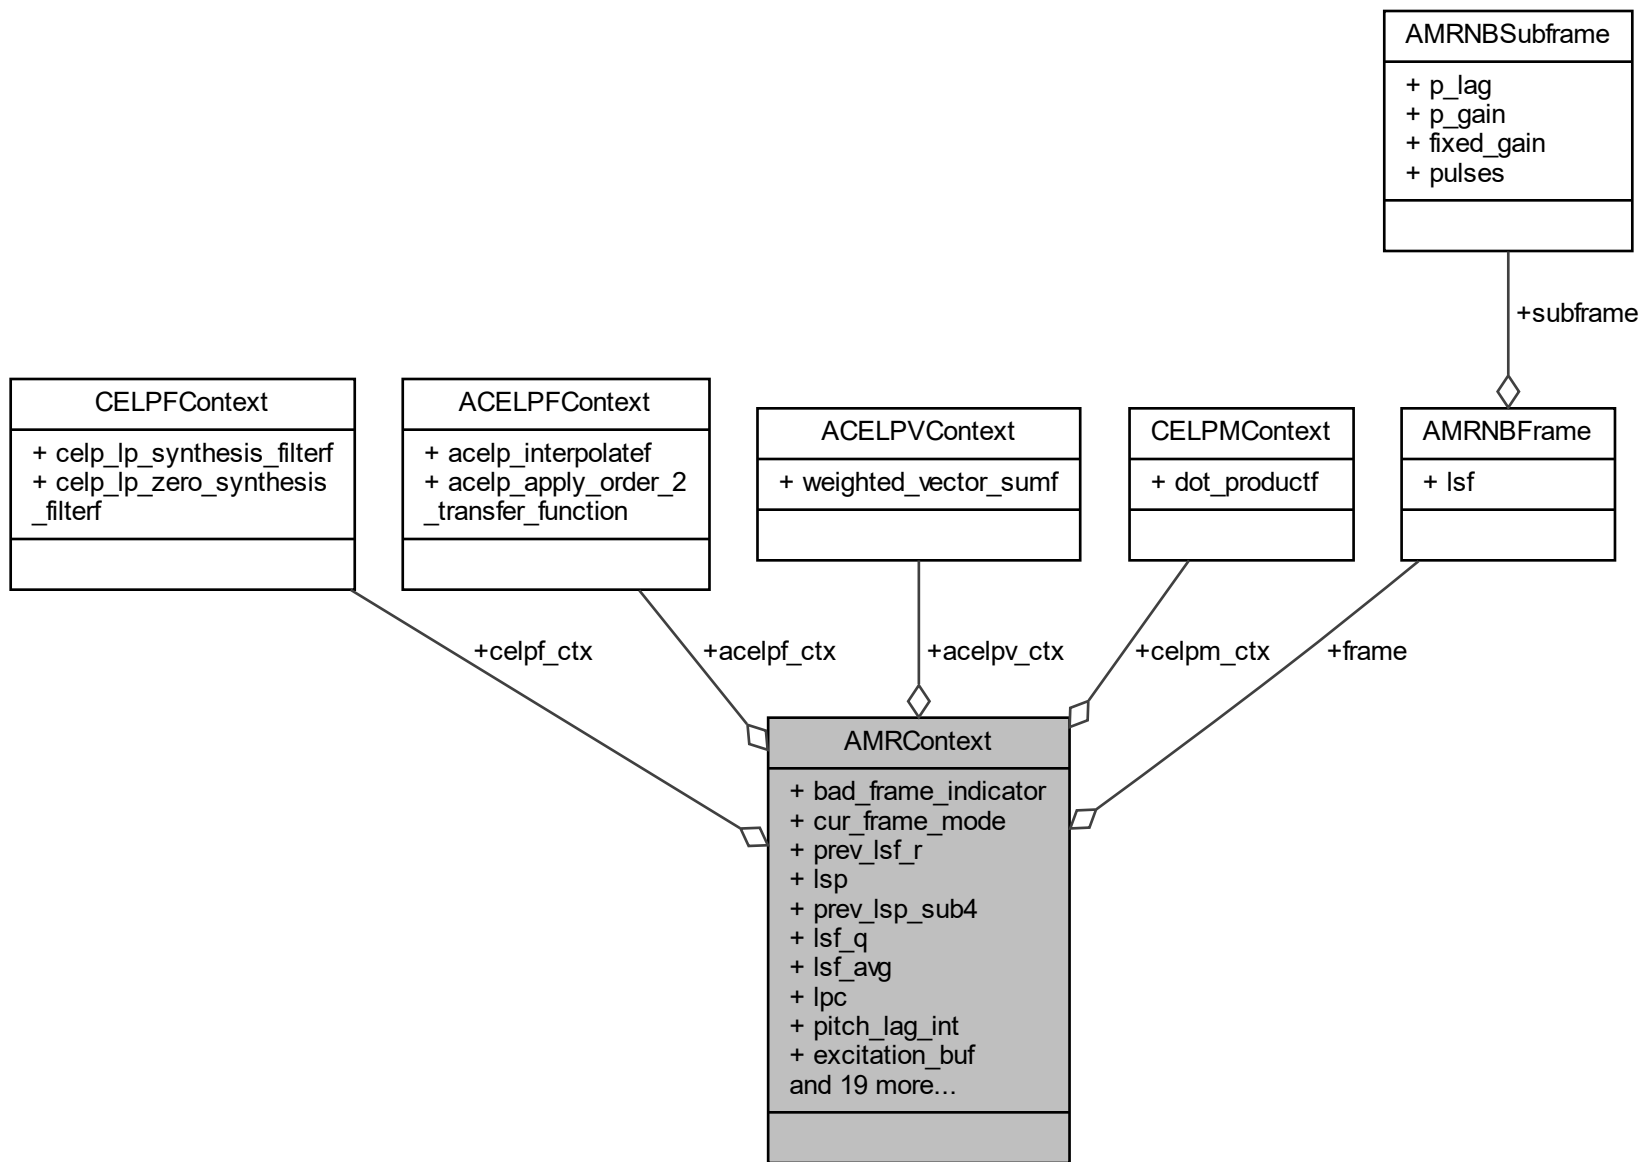 AMRNBSubframe
+ p_lag
+ p_gain
+ fixed_gain
+ pulses
+subframe
CELPFContext
+ celp_lp_synthesis_filterf
+ celp_lp_zero_synthesis
_filterf
ACELPFContext
+ acelp_interpolatef
+ acelp_apply_order_2
_transfer_function
ACELPVContext
+ weighted_vector_sumf
CELPMContext
+ dot_productf
AMRNBFrame
+ lsf
+celpf_ctx
+acelpf_ctx
+acelpv_ctx
+celpm_ctx
+frame
AMRContext
+ bad_frame_indicator
+ cur_frame_mode
+ prev_lsf_r
+ lsp
+ prev_lsp_sub4
+ lsf_q
+ lsf_avg
+ lpc
+ pitch_lag_int
+ excitation_buf
and 19 more...